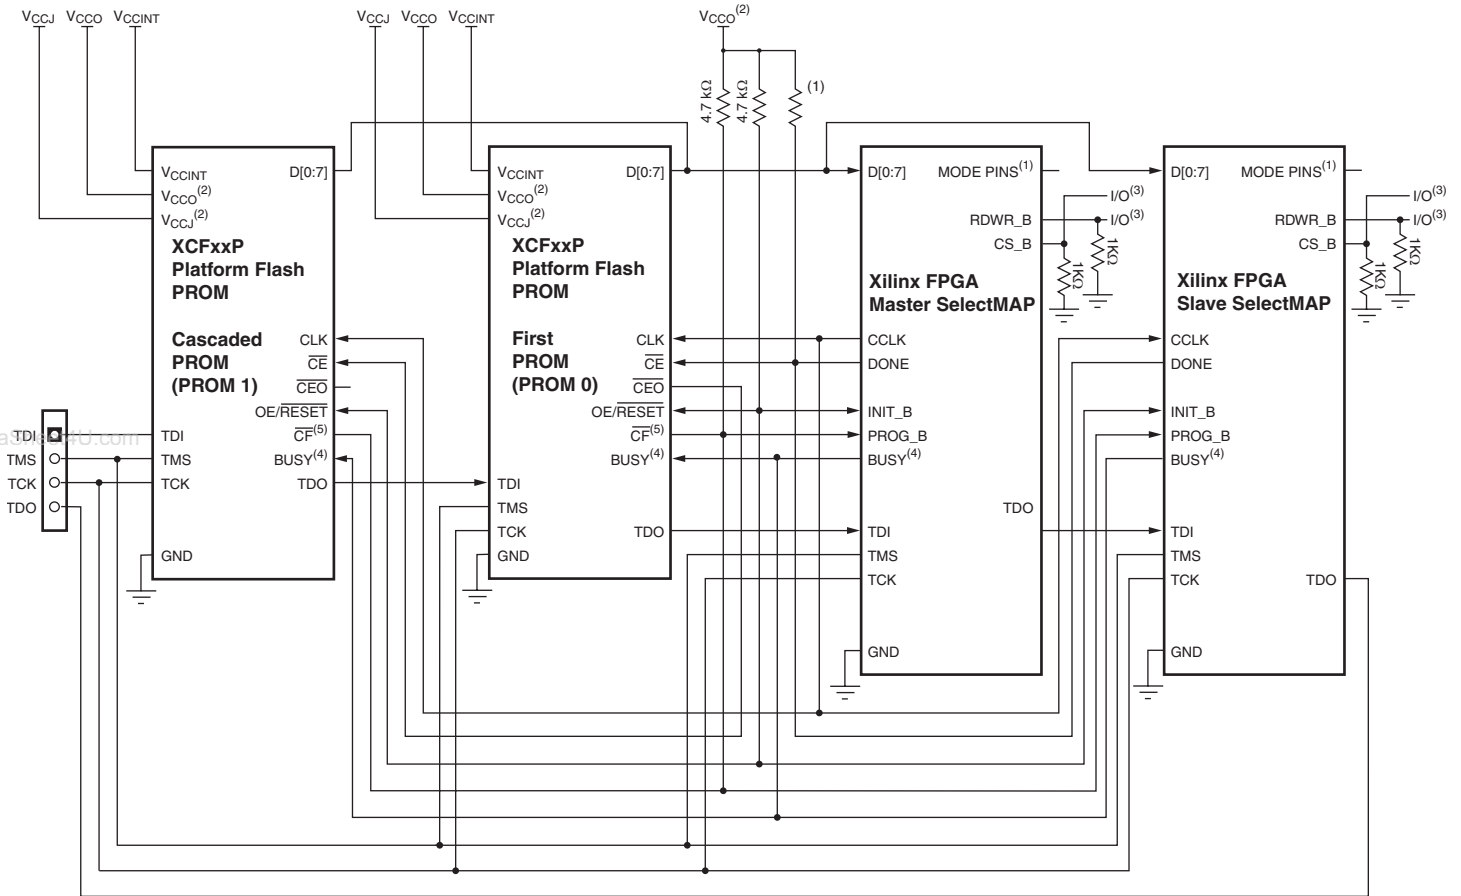 VCCJ VCCO VCCINT
VCCJ VCCO VCCINT
VCCO(2)
4.7 kΩ
4.7 kΩ
(1)
VCCINT
VCCO(2)
VCCJ(2)
D[0:7]
XCFxxP
Platform Flash
PROM
Cascaded
PROM
(PROM 1)
CLK
CE
CEO
OE/RESET
CF(5)
BUSY(4)
TDO
TDI
TMS
TCK
GND
TDI
TMS
TCK
TDO
VCCINT
VCCO(2)
VCCJ(2)
D[0:7]
XCFxxP
Platform Flash
PROM
First
PROM
(PROM 0)
CLK
CE
CEO
OE/RESET
CF(5)
BUSY(4)
TDI
TMS
TCK
TDO
GND
D[0:7]
MODE PINS(1)
I/O(3)
RDWR_B
I/O(3)
CS_B
1KΩ
1KΩ
Xilinx FPGA
Master SelectMAP
CCLK
DONE
INIT_B
PROG_B
BUSY(4)
TDO
TDI
TMS
TCK
GND
D[0:7]
MODE PINS(1)
I/O(3)
RDWR_B
I/O(3)
CS_B
1KΩ
1KΩ
Xilinx FPGA
Slave SelectMAP
CCLK
DONE
INIT_B
PROG_B
BUSY(4)
TDI
TMS
TCK
TDO
GND